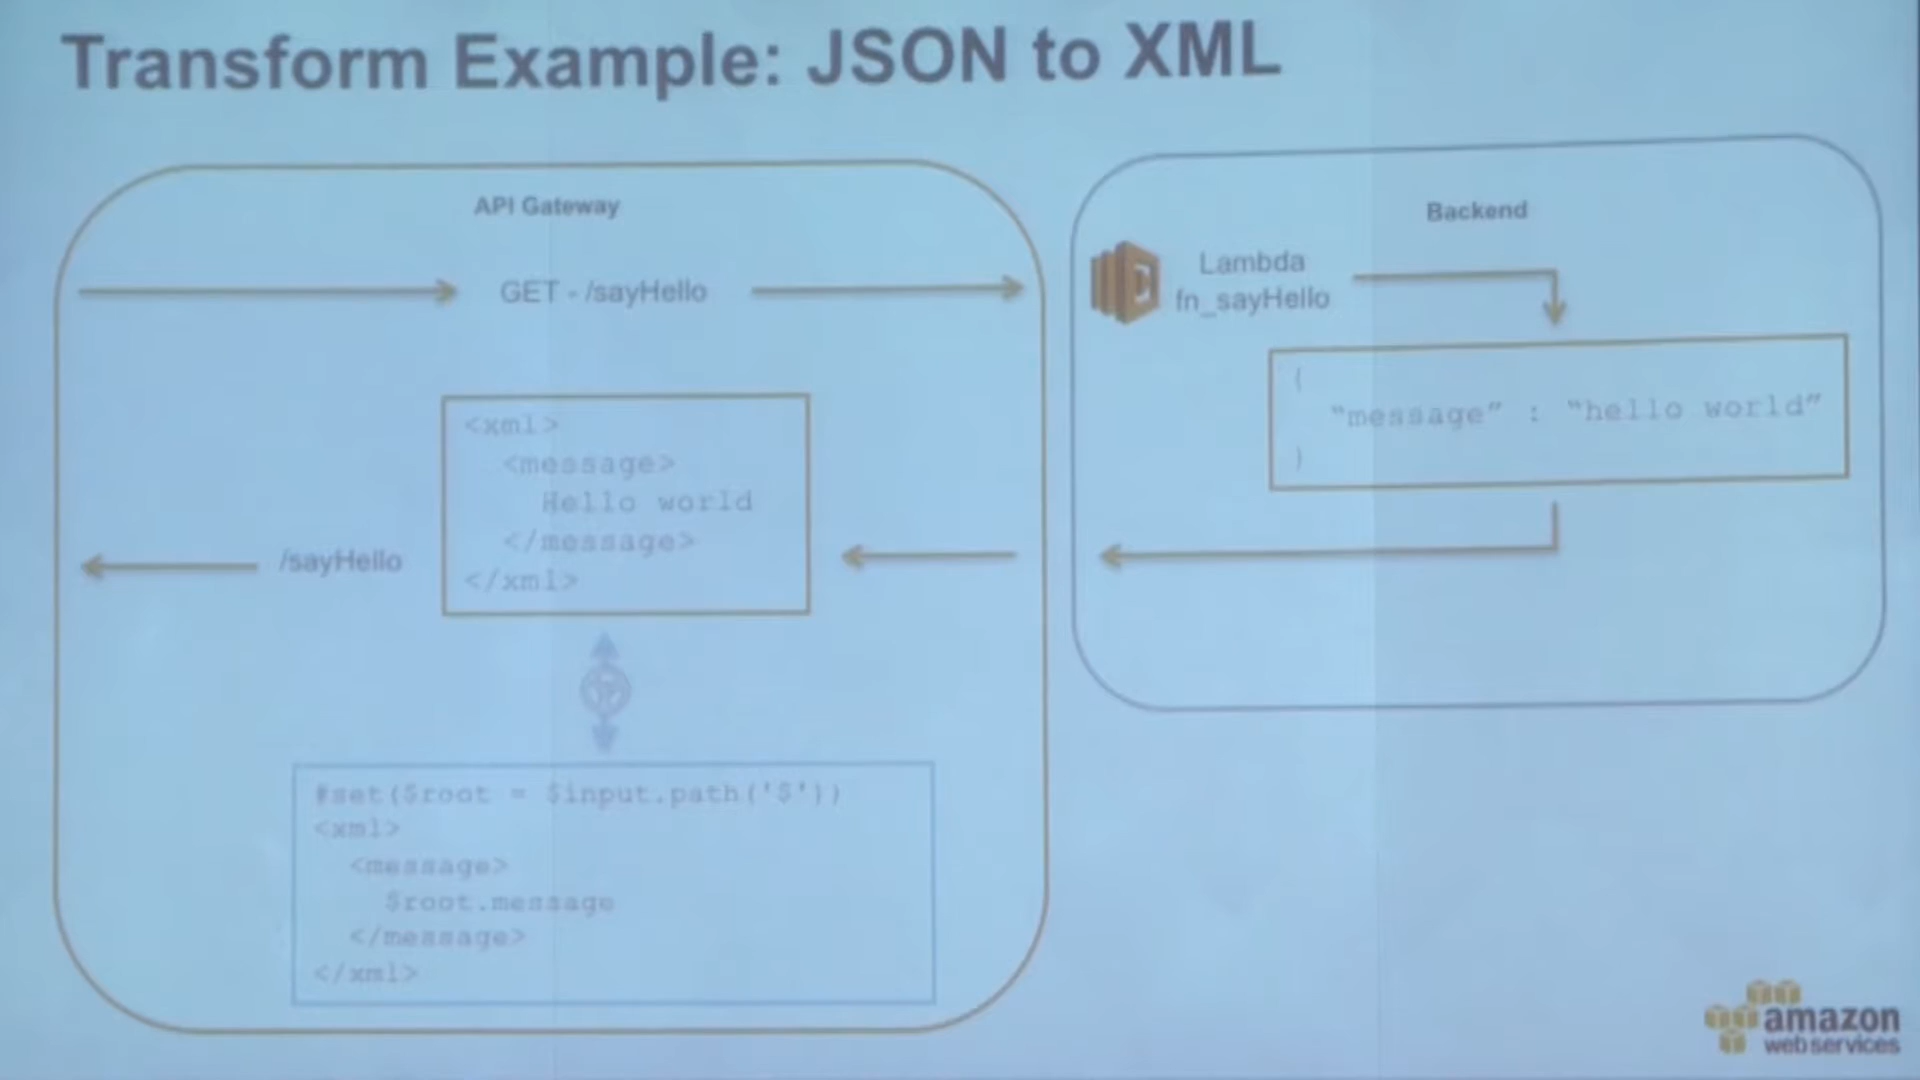 Transform Example: JSON to XML
API Gateway
GET - /sayHello
<xml>
<message>
Hello world
</message>
</xml>
/sayHello
#set($root = $input.path('$'))
<xml>
<message>
$root.message
</message>
</xml>
Backend
Lambda
fn_sayHello
{
“message” : “hello world”
}
amazon
web services